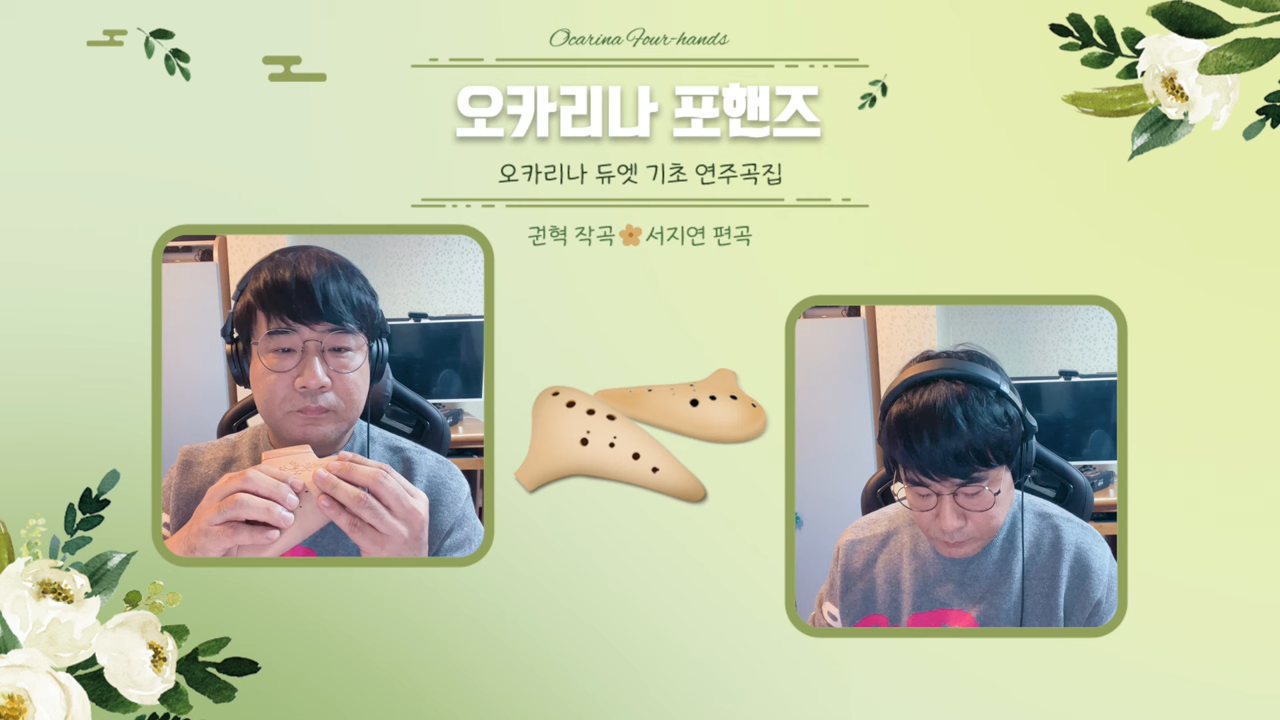 Ocarina Four-hands
오카리나 포핸즈
오카리나 듀엣 기초 연주곡집
권혁 작곡 서지연 편곡